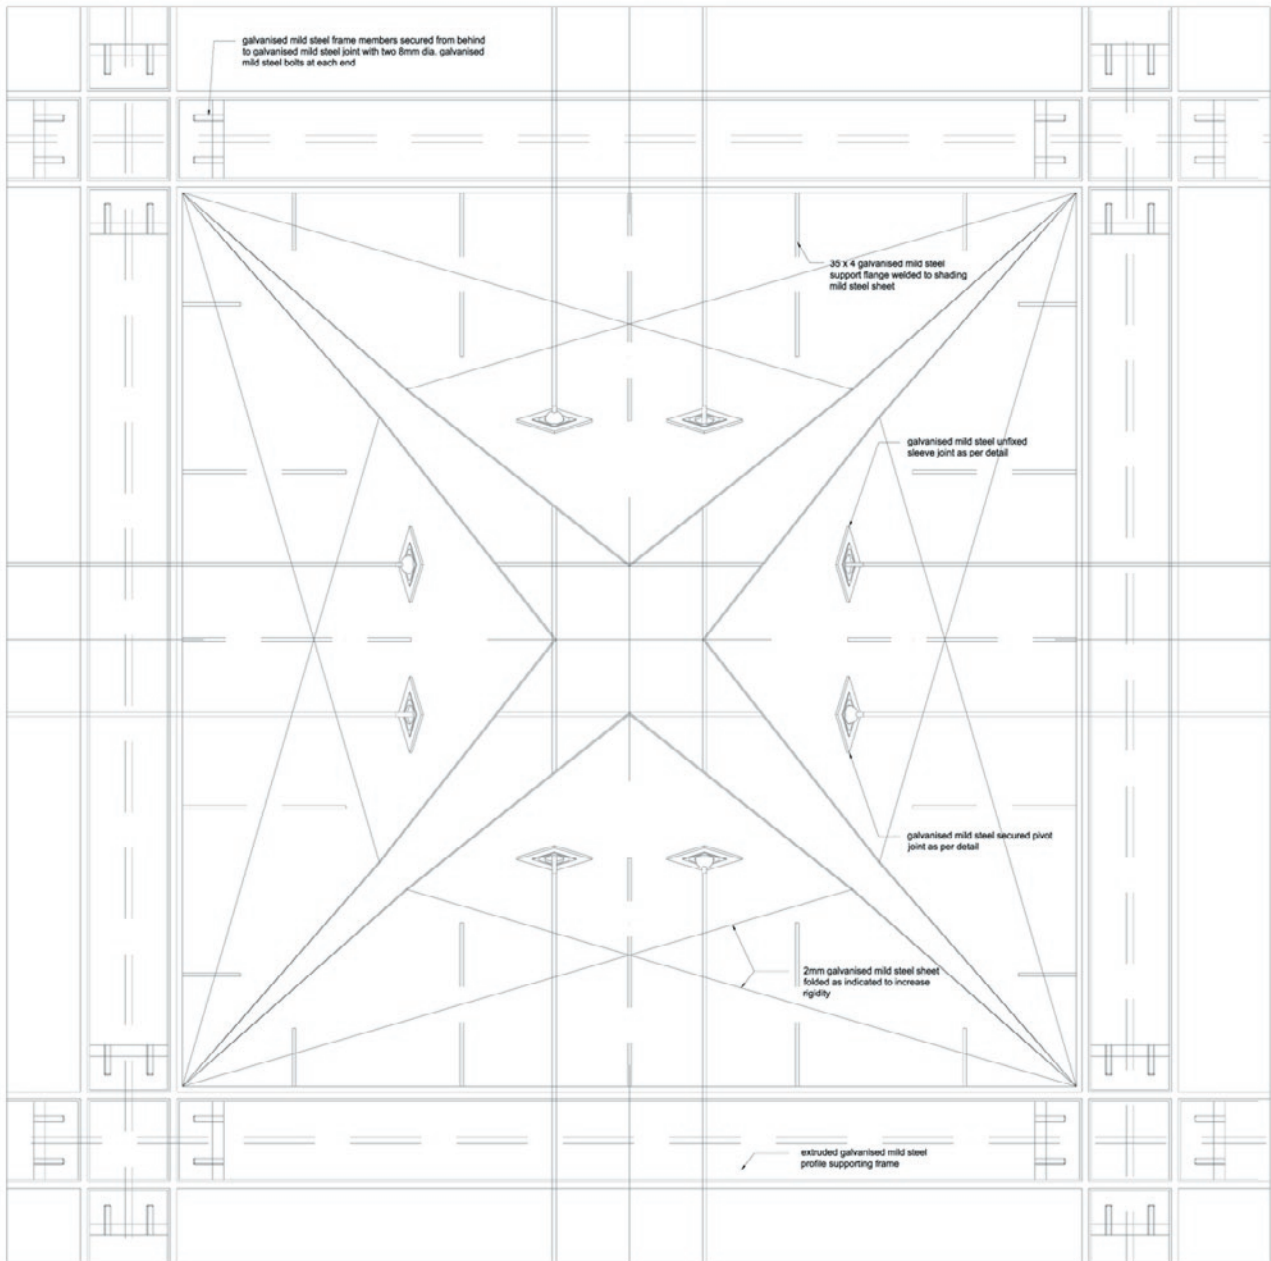 galvanised mild steel frame members secured from behind
to galvanised mild steel joint with two 8mm dia. galvanised
mild steel bolts at each end
35 x 4 galvanised mild steel
support flange welded to shading
mild steel sheet
galvanised mild steel unfixed
sleeve joint as per detail
galvanised mild steel secured pivot
joint as per detail
2mm galvanised mild steel sheet
folded as indicated to increase
rigidity
extruded galvanised mild steel
profile supporting frame